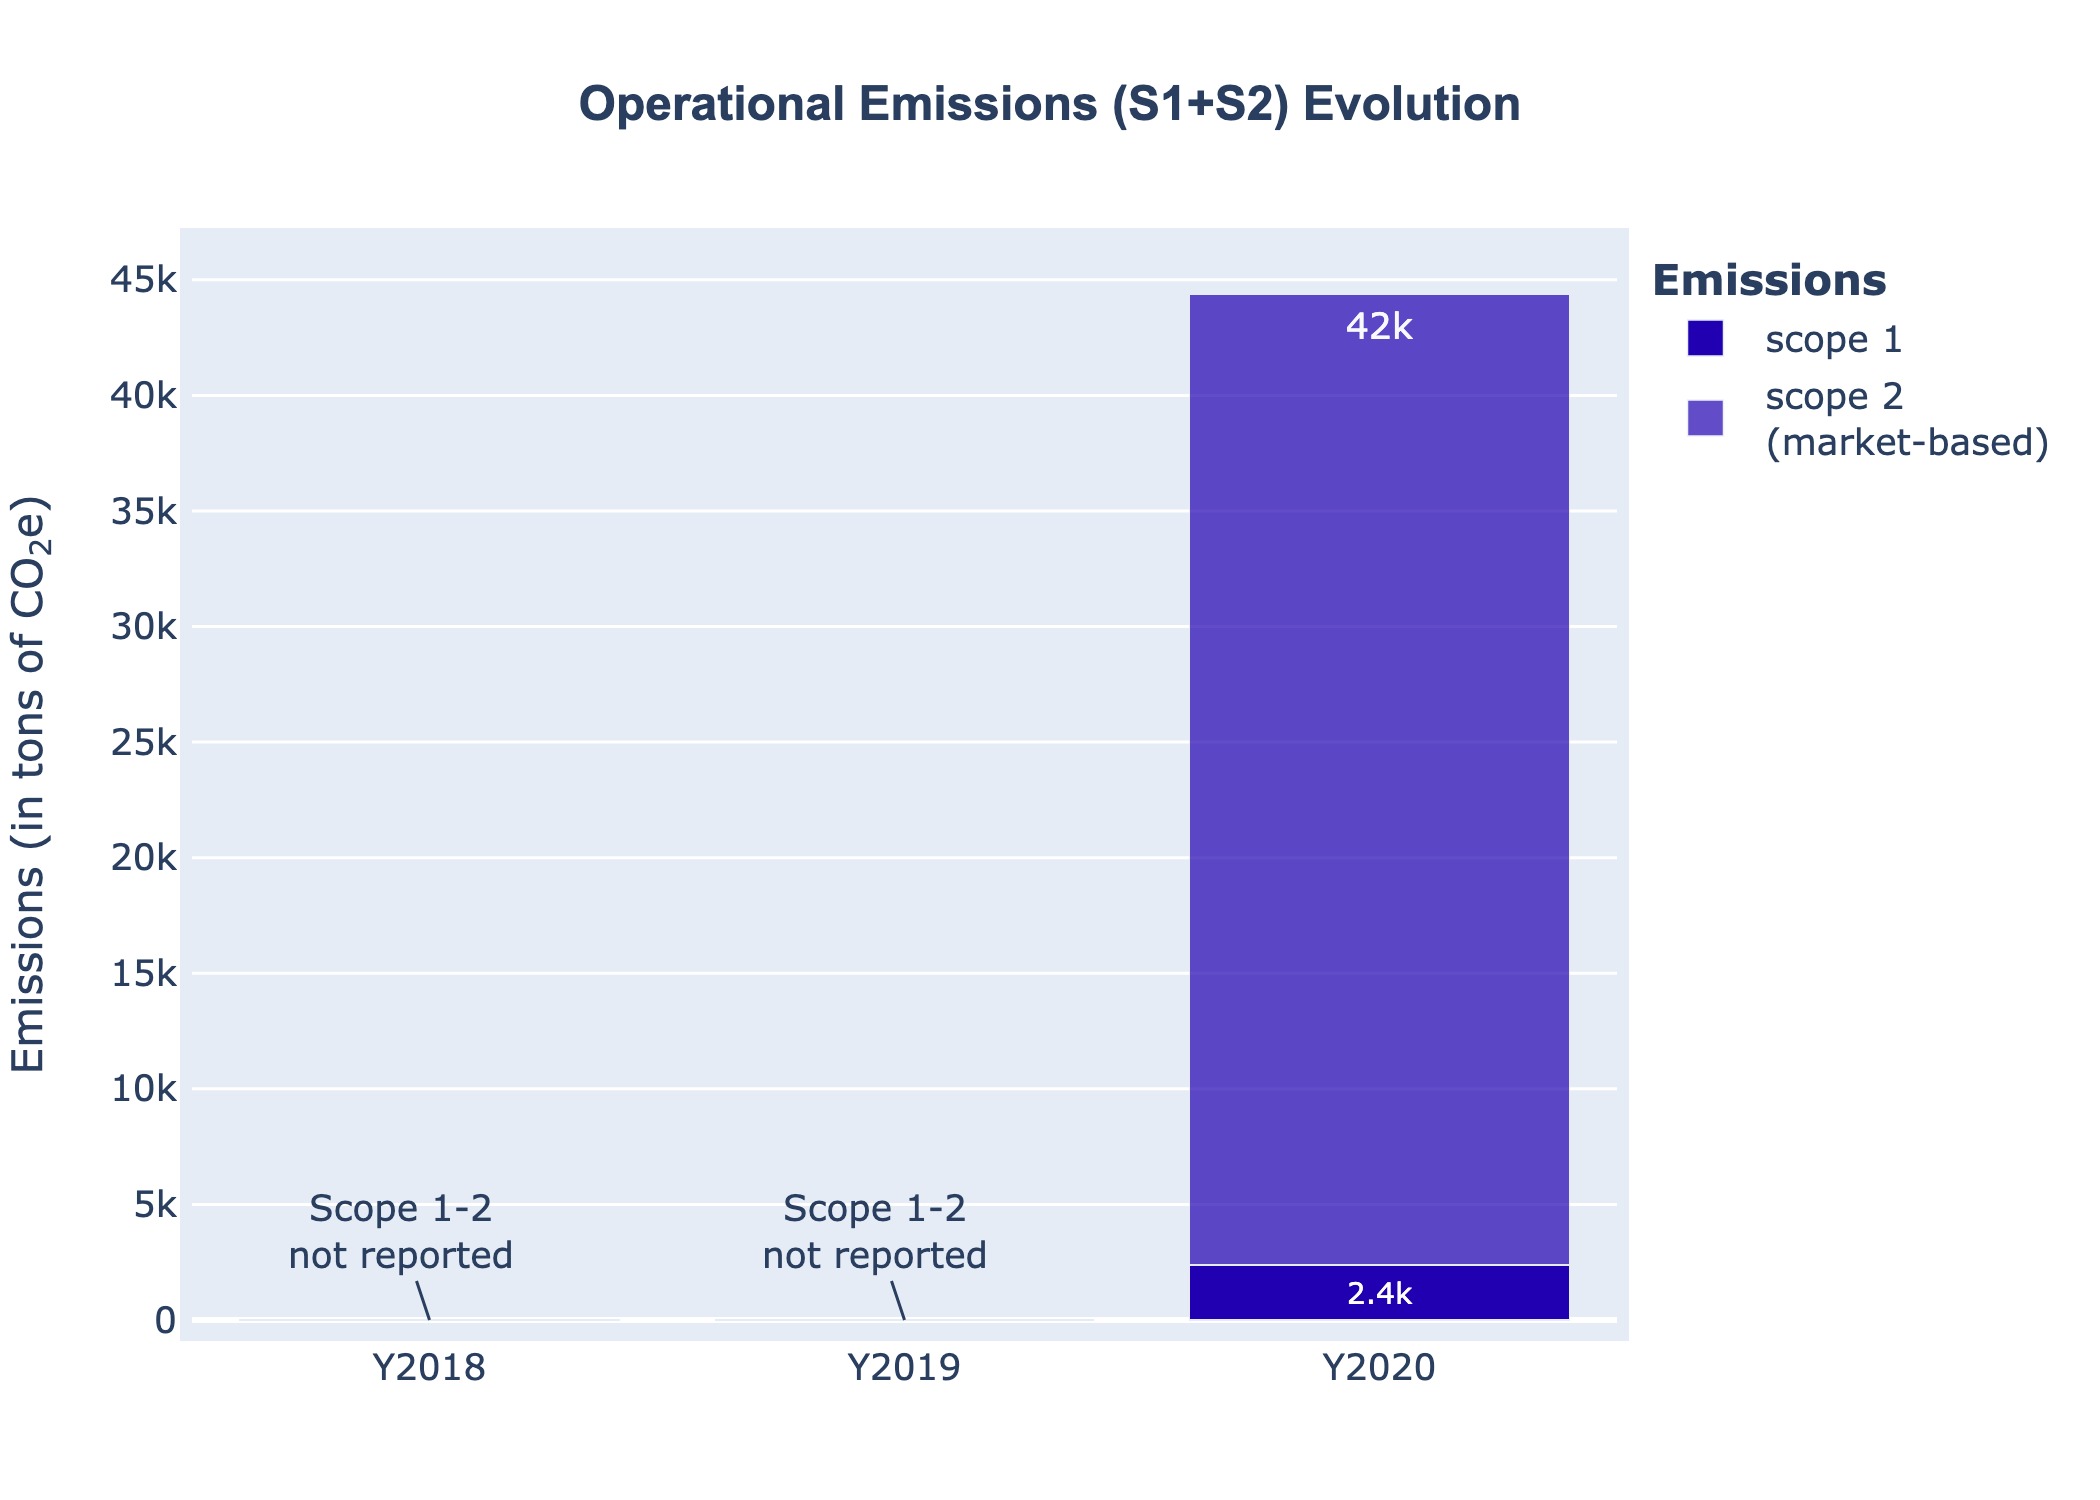 Operational Emissions (S1+S2) Evolution
Emissions (in tons of CO₂e)
45k
40k
35k
30k
25k
20k
15k
10k
5k
0
Scope 1-2
not reported
Scope 1-2
not reported
42k
2.4k
Y2018
Y2019
Y2020
Emissions
scope 1
scope 2
(market-based)